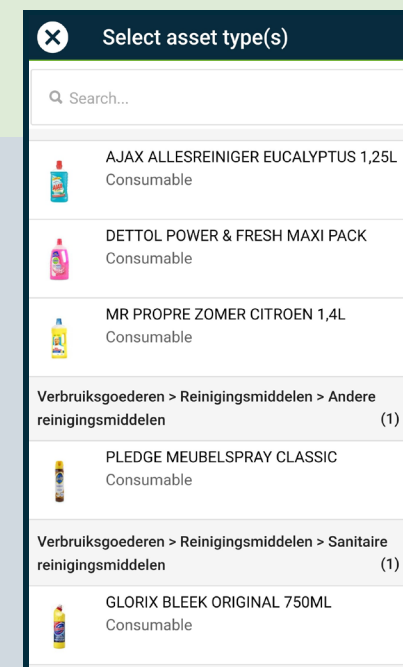 Select asset type(s)
Search...
AJAX ALLESREINIGER EUCALYPTUS 1,25L
Consumable
DETTOL POWER & FRESH MAXI PACK
Consumable
MR PROPRE ZOMER CITROEN 1,4L
Consumable
Verbruiksgoederen > Reinigingsmiddelen > Andere
reinigingsmiddelen (1)
PLEDGE MEUBELSPRAY CLASSIC
Consumable
Verbruiksgoederen > Reinigingsmiddelen > Sanitaire
reinigingsmiddelen (1)
GLORIX BLEEK ORIGINAL 750ML
Consumable